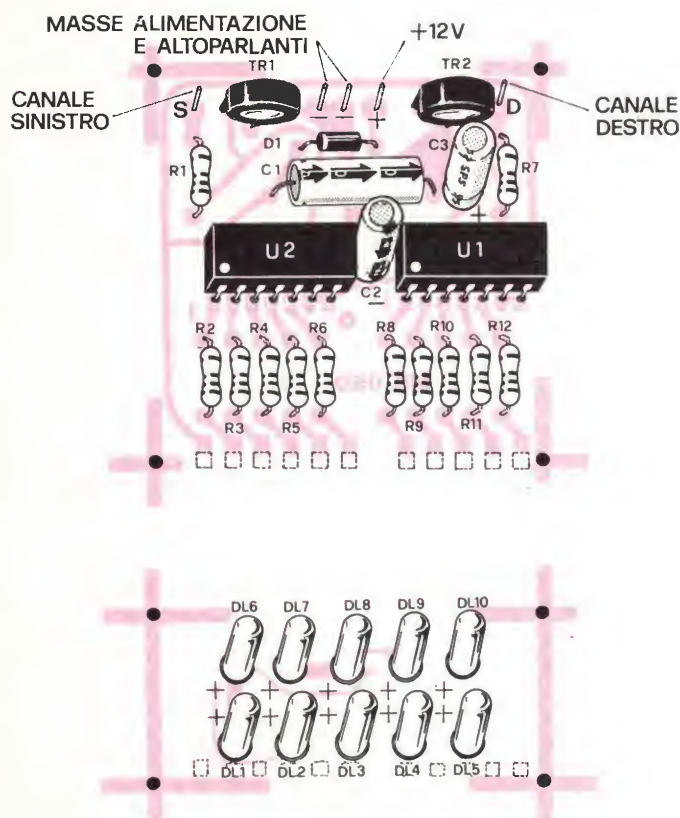 MASSE ALIMENTAZIONE
E ALTOPARLANTI
+12V
TR1
TR2
CANALE
SINISTRO
S
D
CANALE
DESTRO
- - +
D1
C3
R1
C1
R7
+
U2
U1
C2
-
R2 R4 R6 R8 R10 R12
R3 R5 R9 R11
DL6 DL7 DL8 DL9 DL10
+ + + + +
+ + + + +
DL1 DL2 DL3 DL4 DL5